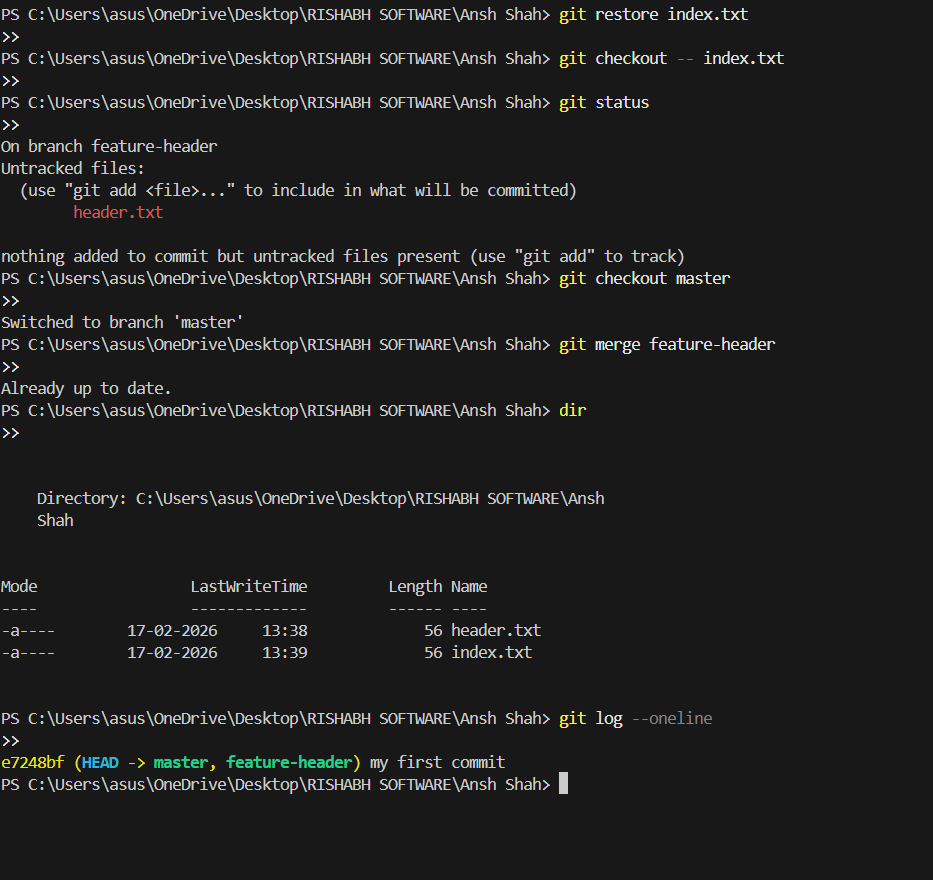 PS C:\Users\asus\OneDrive\Desktop\RISHABH SOFTWARE\Ansh Shah> git restore index.txt
>>
PS C:\Users\asus\OneDrive\Desktop\RISHABH SOFTWARE\Ansh Shah> git checkout -- index.txt
>>
PS C:\Users\asus\OneDrive\Desktop\RISHABH SOFTWARE\Ansh Shah> git status
>>
On branch feature-header
Untracked files:
  (use "git add <file>..." to include in what will be committed)
        header.txt

nothing added to commit but untracked files present (use "git add" to track)
PS C:\Users\asus\OneDrive\Desktop\RISHABH SOFTWARE\Ansh Shah> git checkout master
>>
Switched to branch 'master'
PS C:\Users\asus\OneDrive\Desktop\RISHABH SOFTWARE\Ansh Shah> git merge feature-header
>>
Already up to date.
PS C:\Users\asus\OneDrive\Desktop\RISHABH SOFTWARE\Ansh Shah> dir
>>

    Directory: C:\Users\asus\OneDrive\Desktop\RISHABH SOFTWARE\Ansh
    Shah

Mode                 LastWriteTime         Length Name
----                 -------------         ------ ----
-a----        17-02-2026     13:38             56 header.txt
-a----        17-02-2026     13:39             56 index.txt

PS C:\Users\asus\OneDrive\Desktop\RISHABH SOFTWARE\Ansh Shah> git log --oneline
>>
e7248bf (HEAD -> master, feature-header) my first commit
PS C:\Users\asus\OneDrive\Desktop\RISHABH SOFTWARE\Ansh Shah>